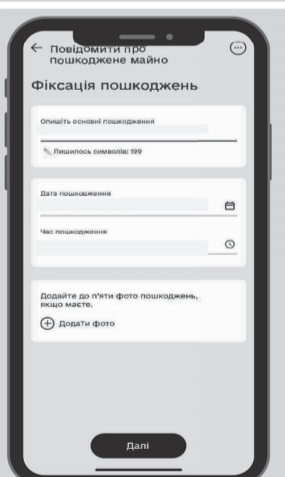 Повідомити про
пошкоджене майно
Фіксація пошкоджень
Опишіть основні пошкодження
Лишилось символів: 199
Дата пошкодження
Час пошкодження
Додайте до п'яти фото пошкоджень,
якщо маєте.
Додати фото
Далі